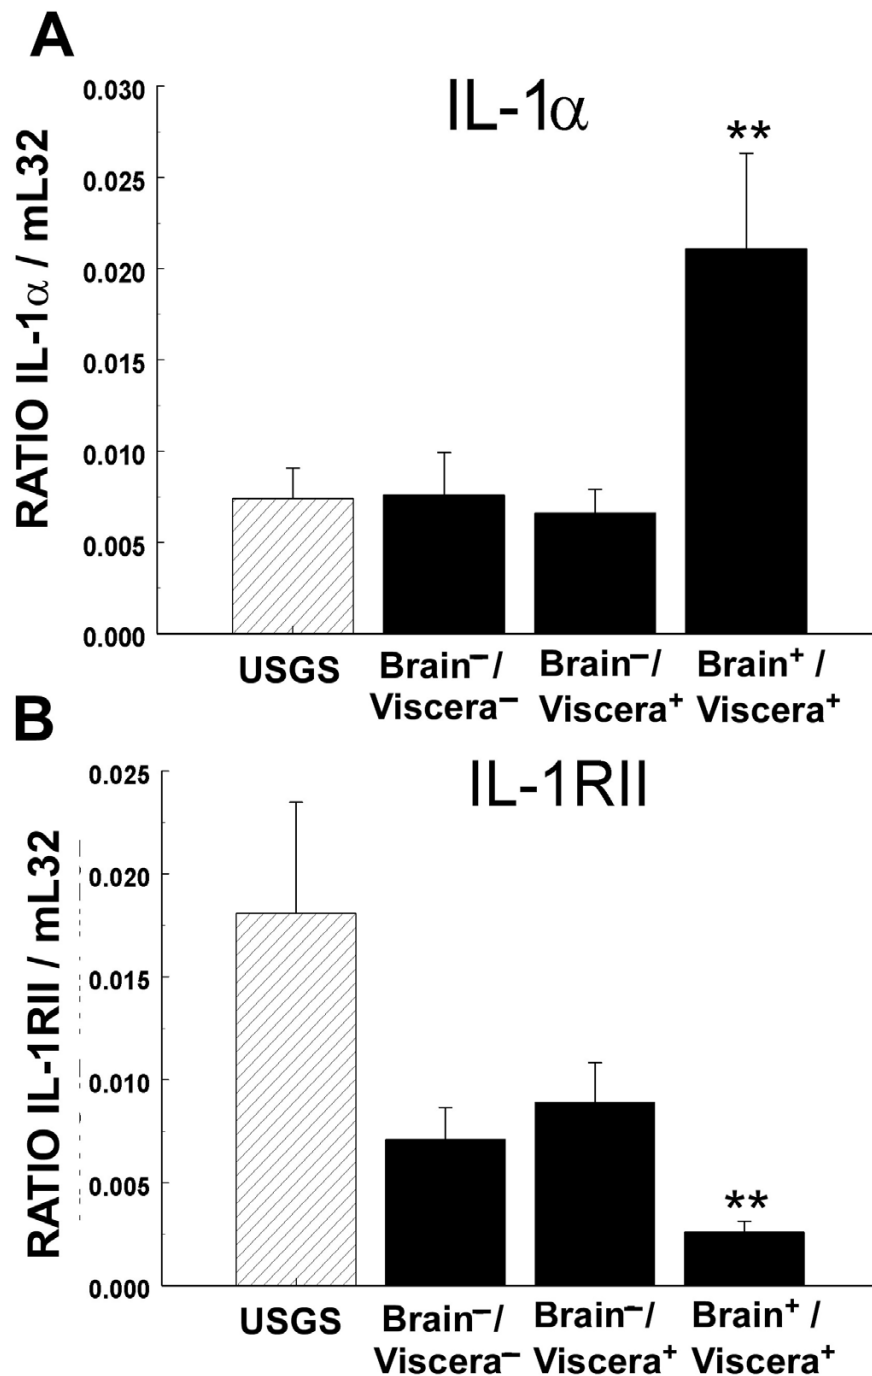 A
IL-1α
**
RATIO IL-1α / mL32
0.030
0.025
0.020
0.015
0.010
0.005
0.000
USGS
Brain–/
Viscera–
Brain–/
Viscera+
Brain+ /
Viscera+
B
IL-1RII
**
RATIO IL-1RII / mL32
0.025
0.020
0.015
0.010
0.005
0.000
USGS
Brain–/
Viscera–
Brain–/
Viscera+
Brain+ /
Viscera+